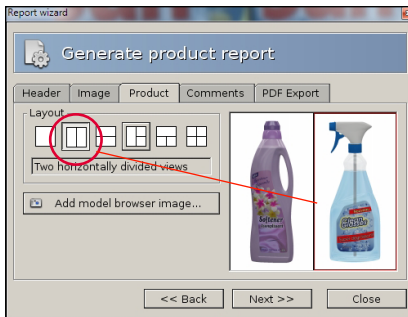 Report wizard
Generate product report
Header Image Product Comments PDF Export
Layout
Two horizontally divided views
Add model browser image...
Softener
<< Back Next >> Close